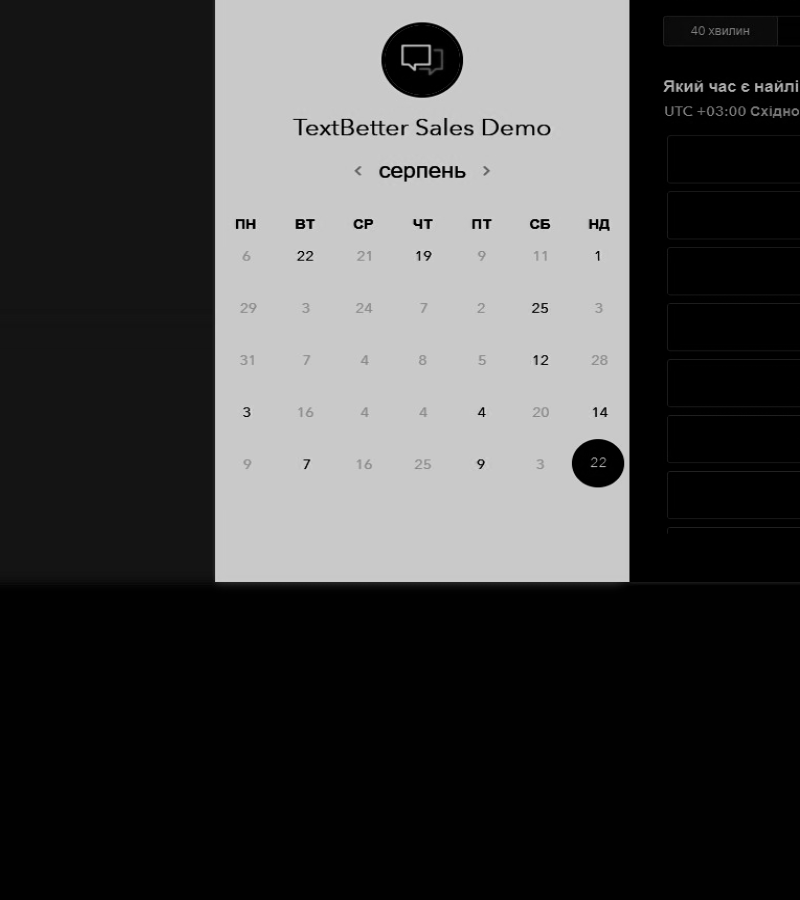 40 хвилин
TextBetter Sales Demo
Який час є найлі
UTC +03:00 Східно
серпень
ПН ВТ СР ЧТ ПТ СБ НД
6 22 21 19 9 11 1
29 3 24 7 2 25 3
31 7 4 8 5 12 28
3 16 4 4 4 20 14
9 7 16 25 9 3 22